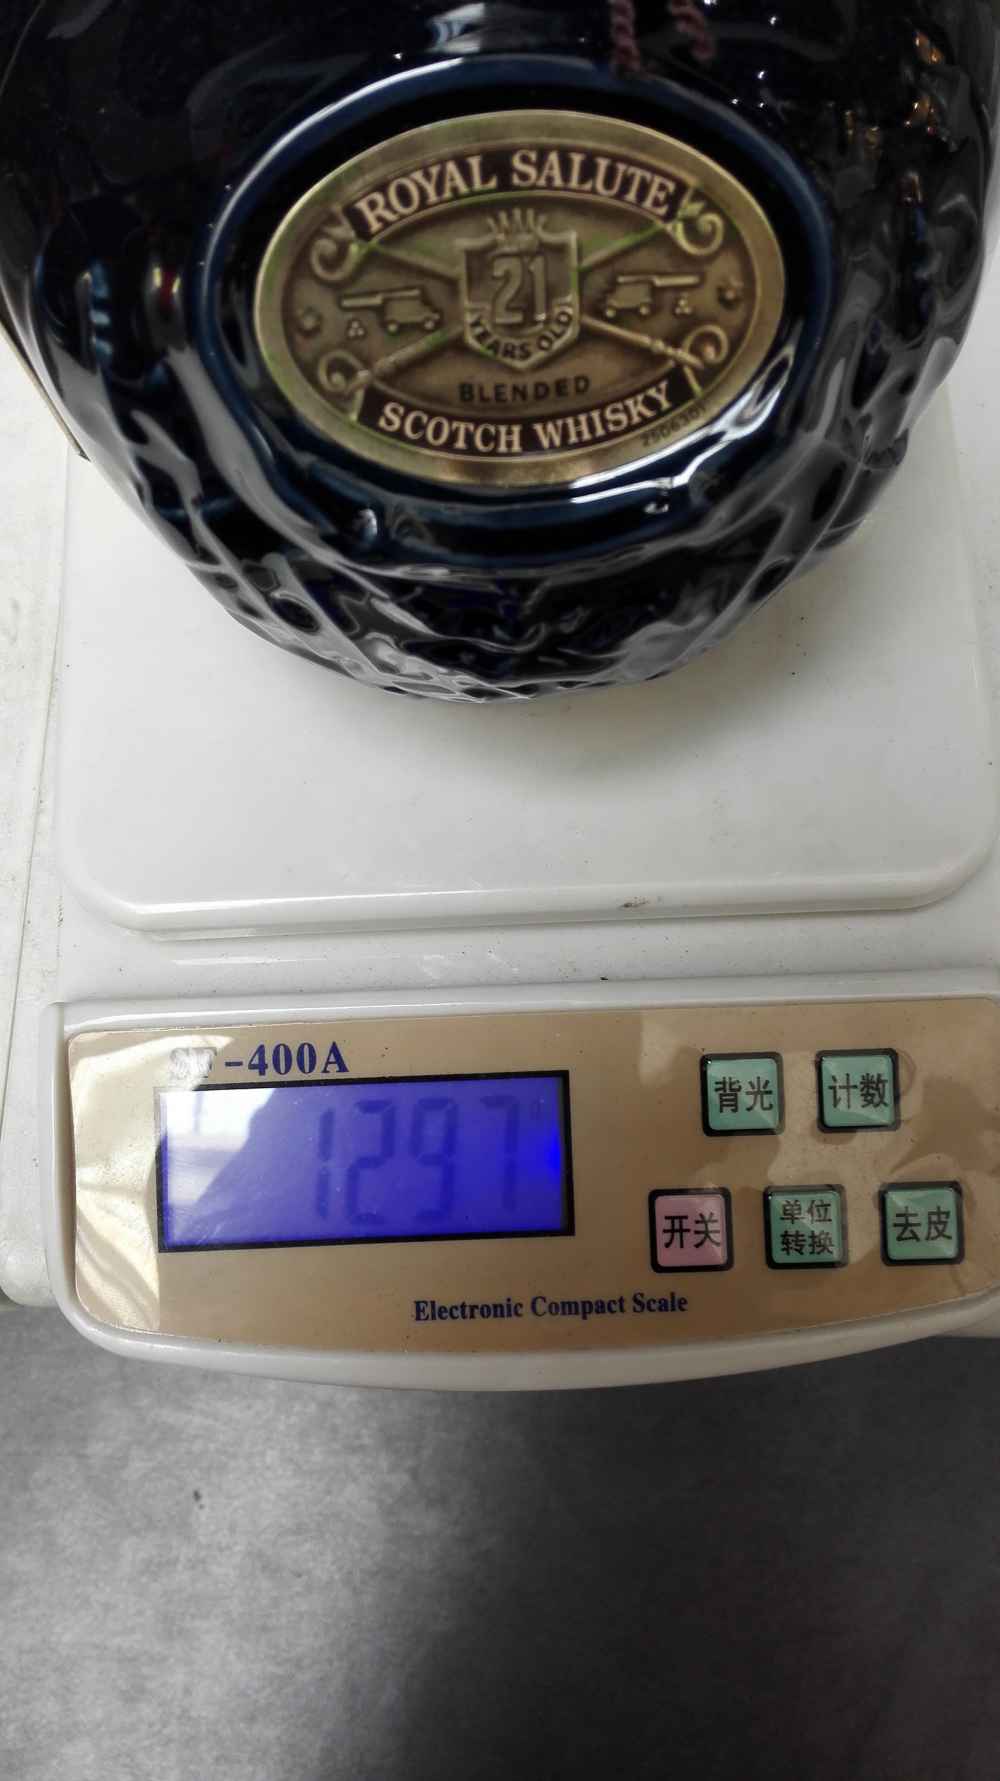 ROYAL SALUTE
21
YEARS OLD
BLENDED
SCOTCH WHISKY
SF-400A
1297
背光
计数
开关
单位
转换
去皮
Electronic Compact Scale